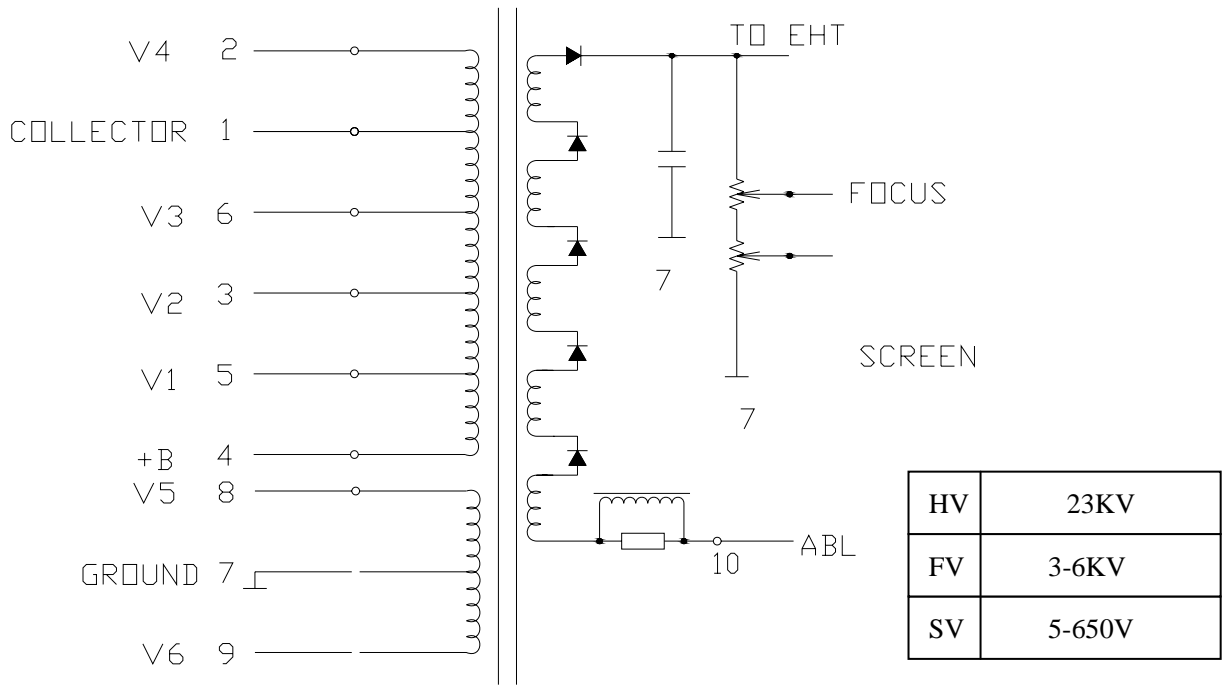 TO EHT
V4 2
COLLECTOR 1
V3 6
FOCUS
7
V2 3
SCREEN
V1 5
7
+B 4
V5 8
HV 23KV
ABL
10
FV 3-6KV
GROUND 7
SV 5-650V
V6 9